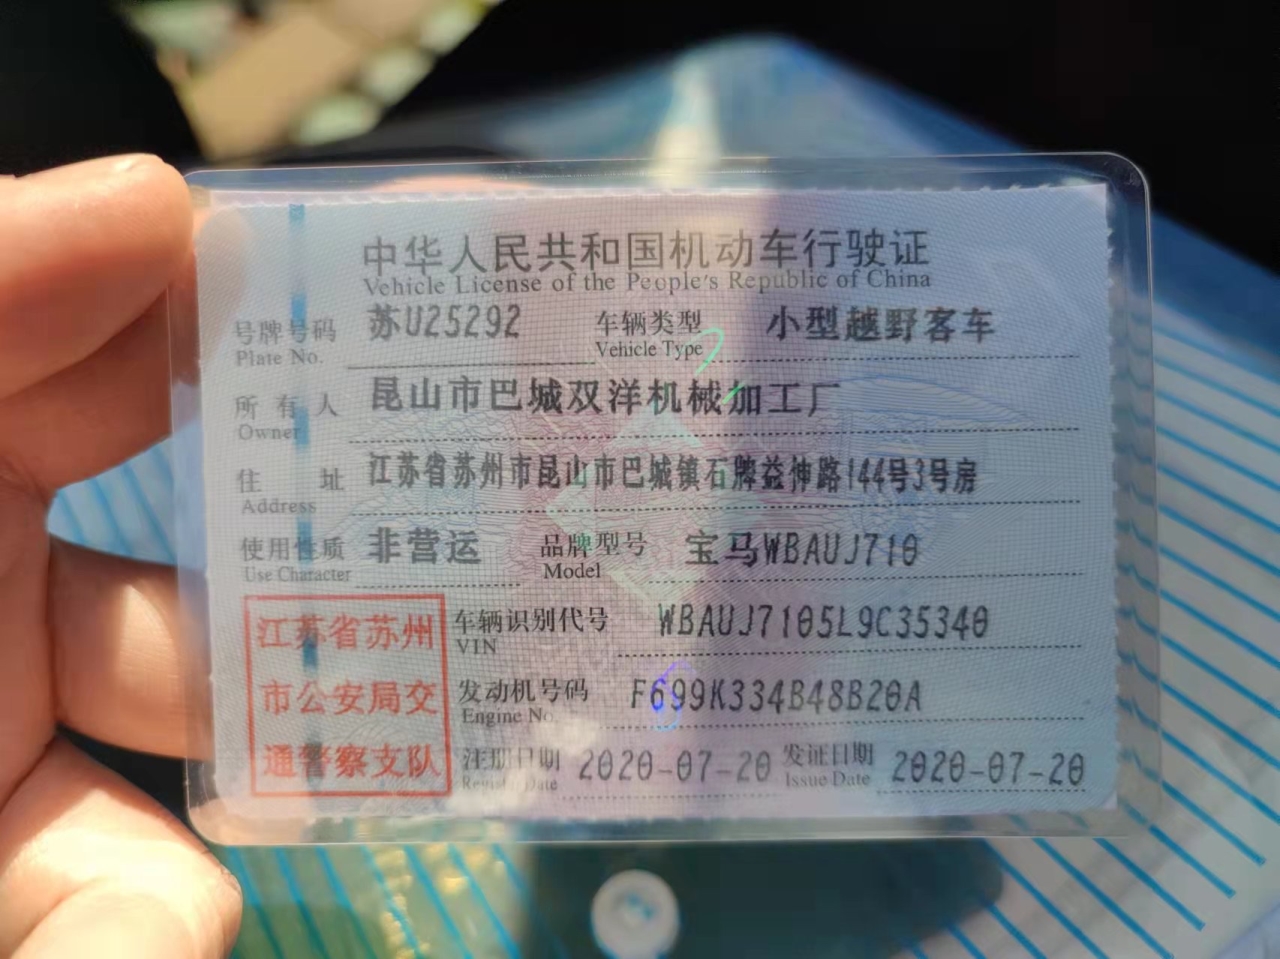 中华人民共和国机动车行驶证
Vehicle License of the People's Republic of China
号牌号码 苏U25292 车辆类型 小型越野客车
Plate No. Vehicle Type
所有人 昆山市巴城双洋机械加工厂
Owner
住址 江苏省苏州市昆山市巴城镇石牌益伸路144号3号房
Address
使用性质 非营运 品牌型号 宝马WBAUJ710
Use Character Model
江苏省苏州 车辆识别代号 WBAUJ7105L9C35340
VIN
市公安局交 发动机号码 F699K334B48B20A
Engine No.
通警察支队 注册日期 2020-07-20 发证日期 2020-07-20
Register Date Issue Date